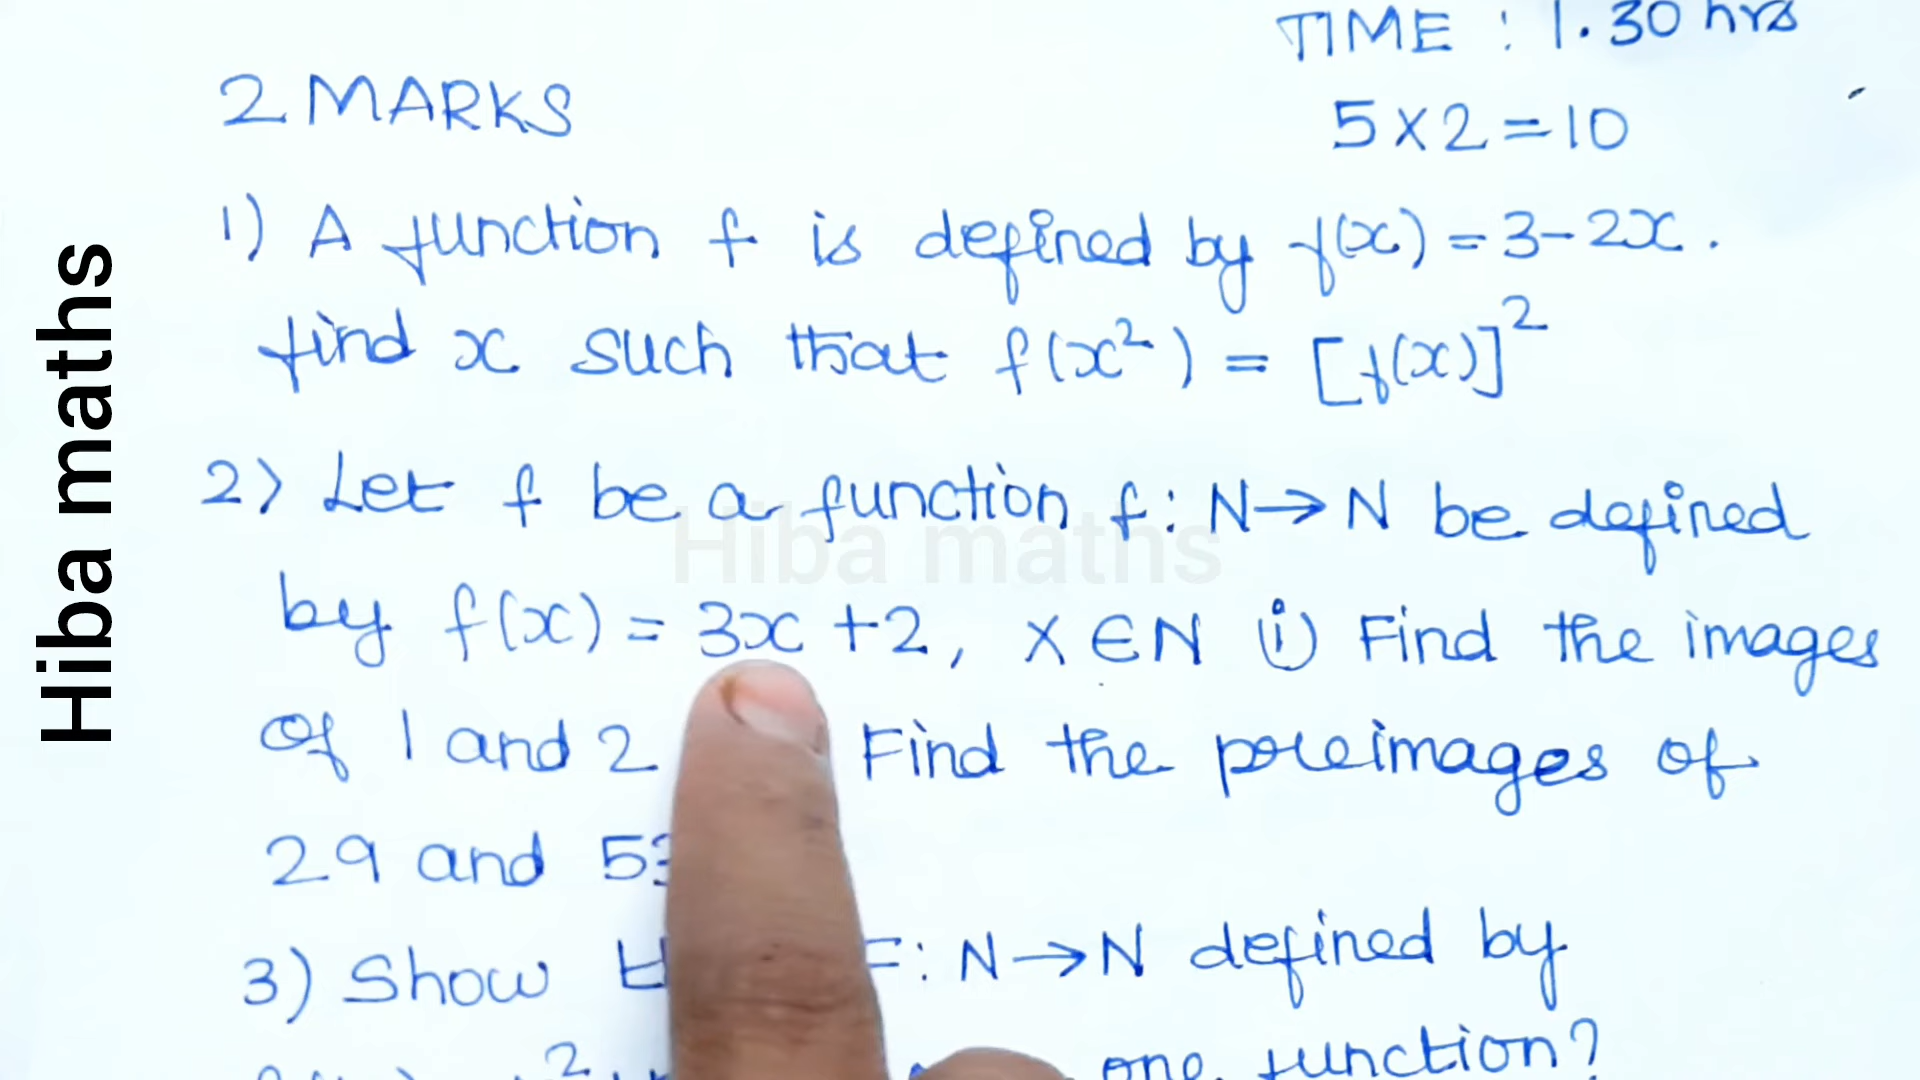 TIME : 1.30 hrs
2 MARKS
5 X 2 = 10
1) A function f is defined by f(x) = 3 - 2x.
find x such that f(x²) = [f(x)]²
2) Let f be a function f : N → N be defined
by f(x) = 3x + 2, x ∈ N (i) Find the images
of 1 and 2 Find the preimages of
29 and
3) Show F : N → N defined by
one function?
Hiba maths
Hiba maths